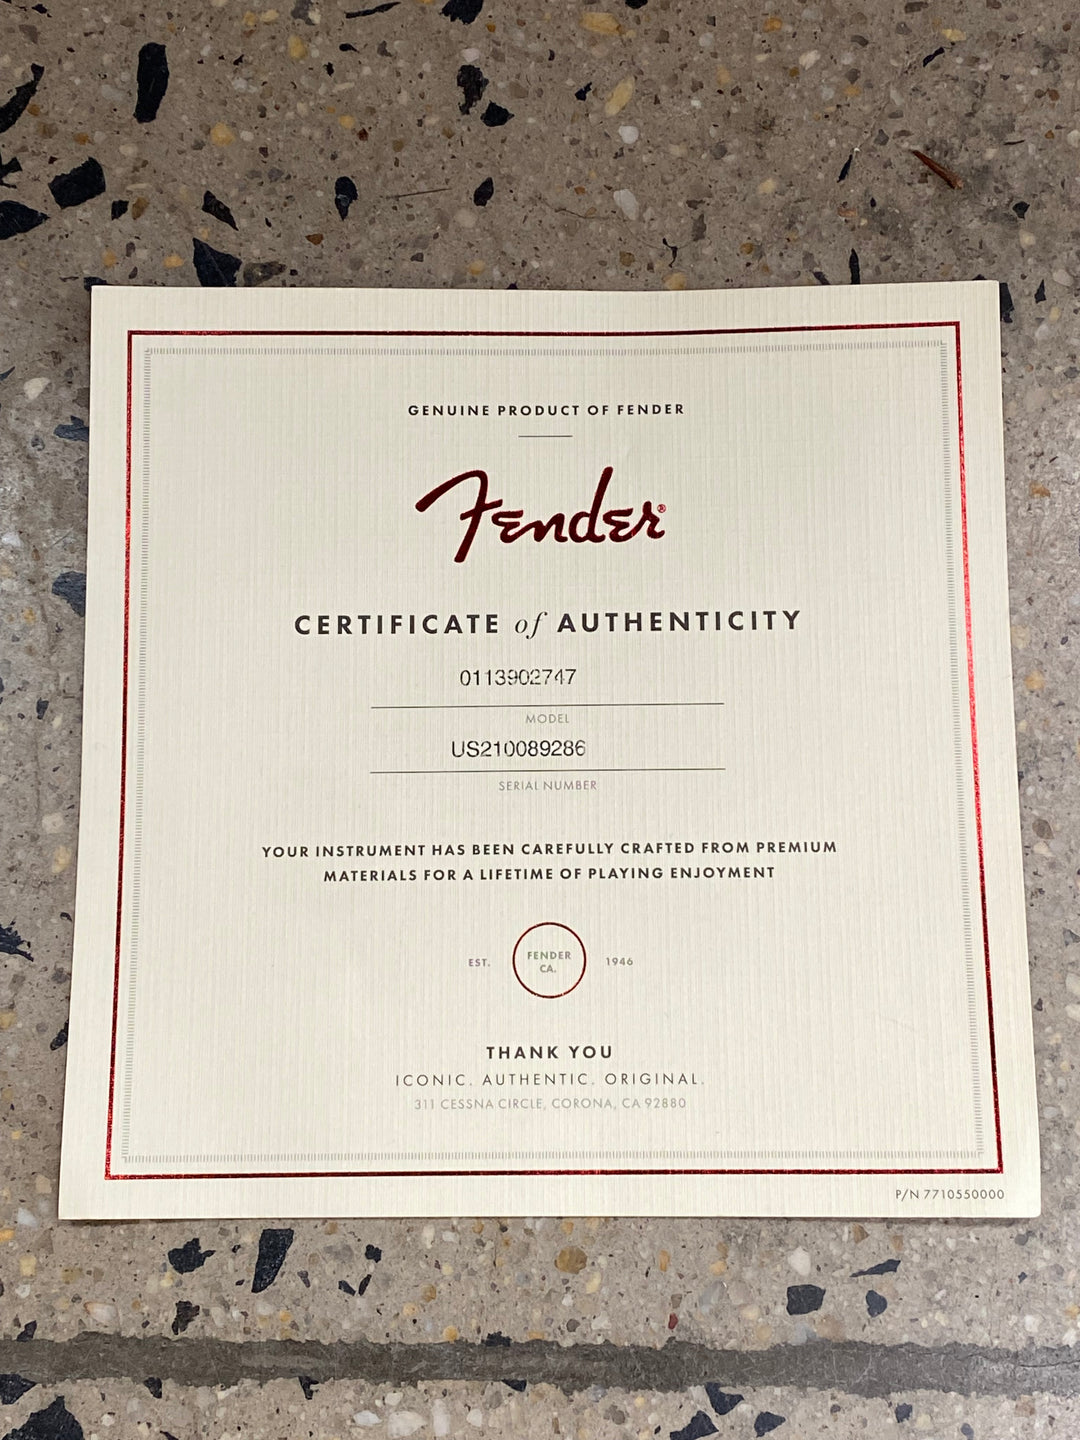 GENUINE PRODUCT OF FENDER
Fender®
CERTIFICATE of AUTHENTICITY
0113902747
MODEL
US210089286
SERIAL NUMBER
YOUR INSTRUMENT HAS BEEN CAREFULLY CRAFTED FROM PREMIUM
MATERIALS FOR A LIFETIME OF PLAYING ENJOYMENT
EST. FENDER CA. 1946
THANK YOU
ICONIC. AUTHENTIC. ORIGINAL.
311 CESSNA CIRCLE, CORONA, CA 92880
P/N 7710550000